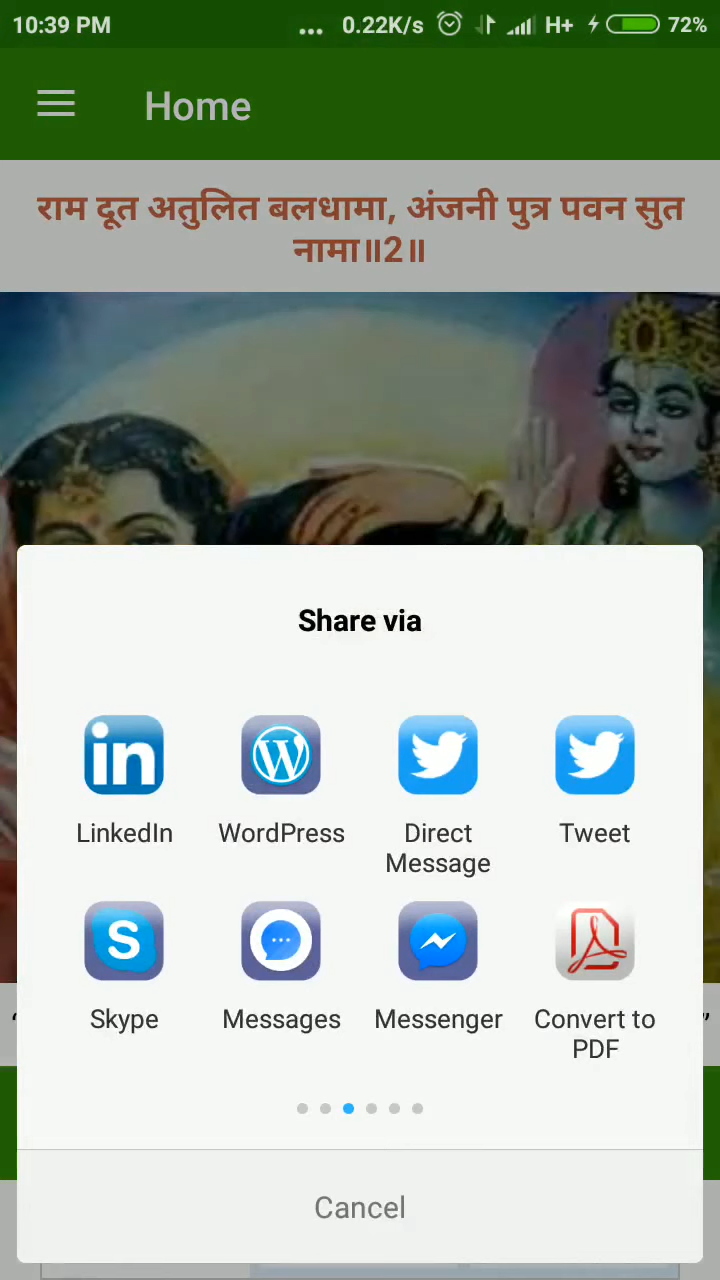 10:39 PM ... 0.22K/s H+ 72%
Home
राम दूत अतुलित बलधामा, अंजनी पुत्र पवन सुत
नामा॥2॥
Share via
in
LinkedIn WordPress Direct Message Tweet
S
Skype Messages Messenger Convert to PDF
Cancel